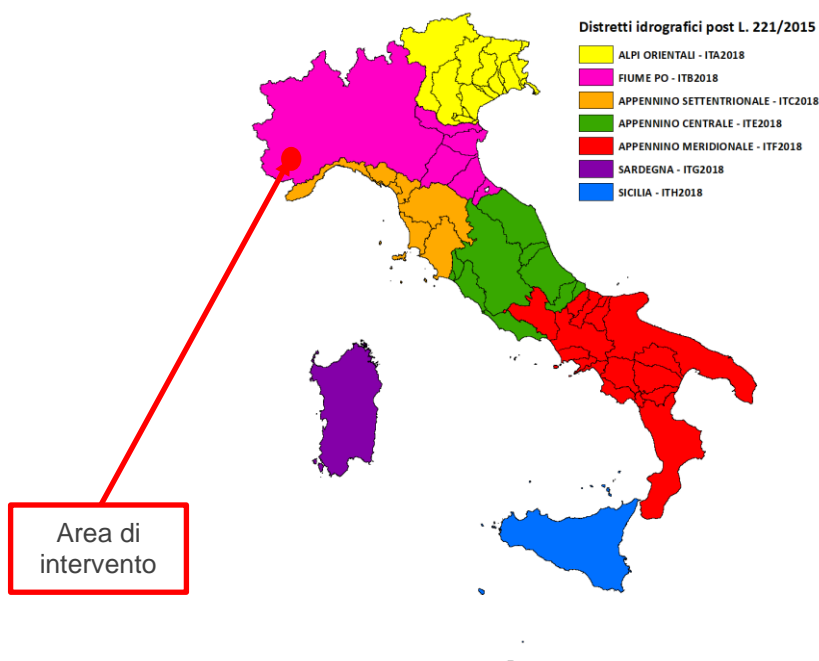 Distretti idrografici post L. 221/2015
ALPI ORIENTALI - ITA2018
FIUME PO - ITB2018
APPENNINO SETTENTRIONALE - ITC2018
APPENNINO CENTRALE - ITE2018
APPENNINO MERIDIONALE - ITF2018
SARDEGNA - ITG2018
SICILIA - ITH2018
Area di
intervento